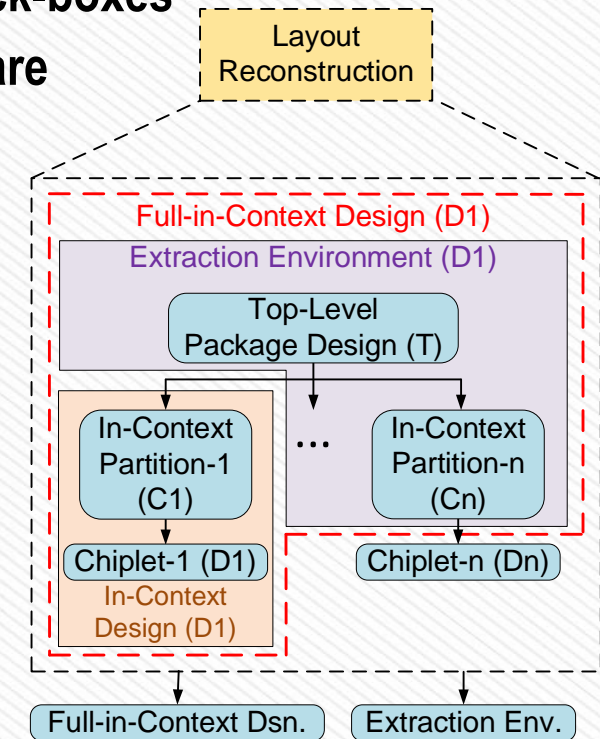 are
Layout
Reconstruction
Full-in-Context Design (D1)
Extraction Environment (D1)
Top-Level
Package Design (T)
In-Context
Partition-1
(C1)
...
In-Context
Partition-n
(Cn)
Chiplet-1 (D1)
Chiplet-n (Dn)
In-Context
Design (D1)
Full-in-Context Dsn.
Extraction Env.